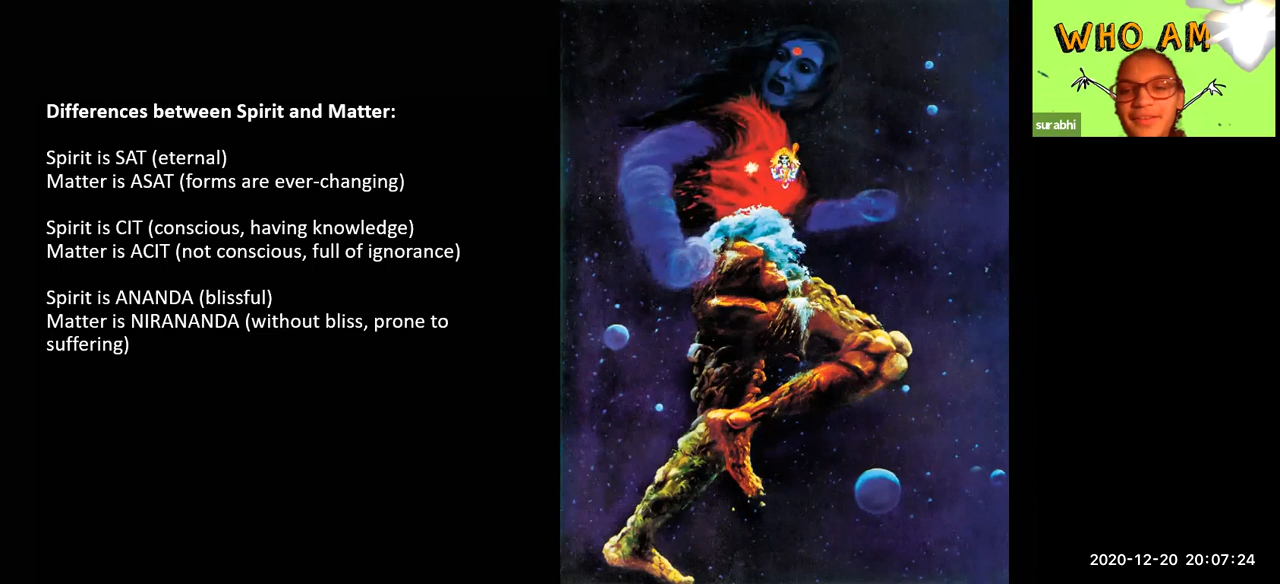 Differences between Spirit and Matter:
Spirit is SAT (eternal)
Matter is ASAT (forms are ever-changing)
Spirit is CIT (conscious, having knowledge)
Matter is ACIT (not conscious, full of ignorance)
Spirit is ANANDA (blissful)
Matter is NIRANANDA (without bliss, prone to
suffering)
WHO AM
surabhi
2020-12-20 20:07:24